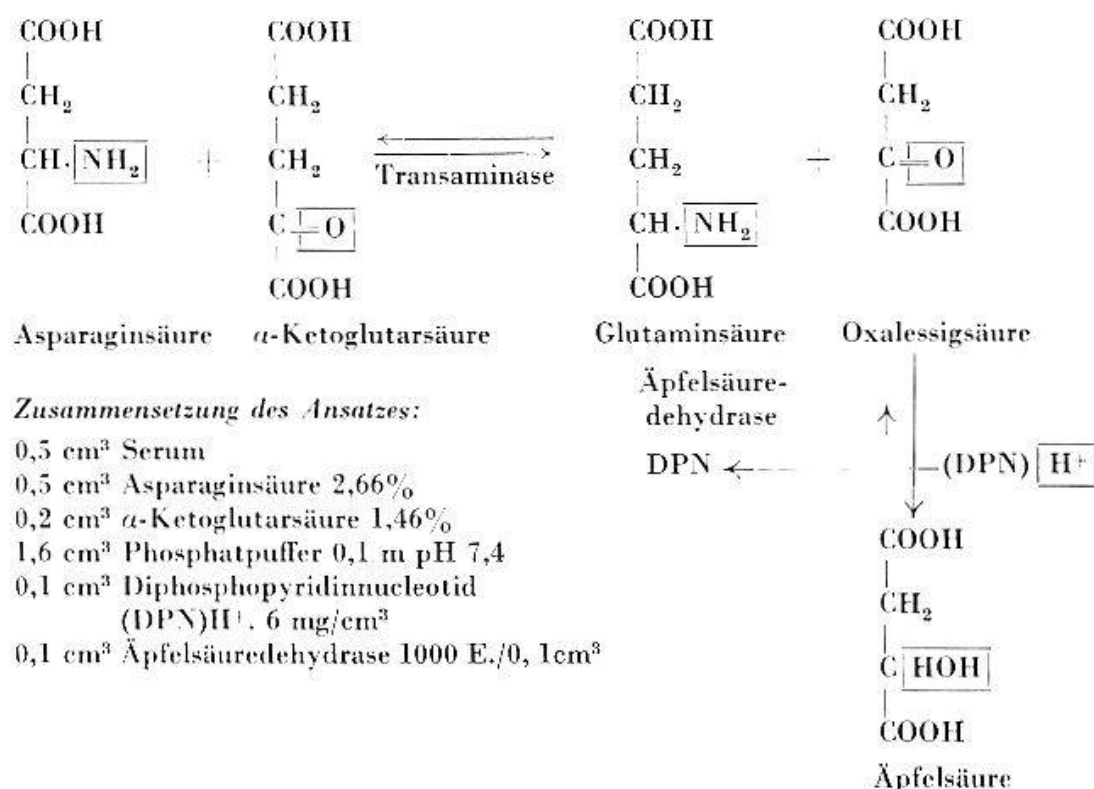 COOH COOH COOH COOH
CH₂ CH₂ CH₂ CH₂
CH·NH₂ + CH₂ Transaminase CH₂ + C=O
COOH C=O CH·NH₂ COOH
COOH COOH
Asparaginsäure α-Ketoglutarsäure Glutaminsäure Oxalessigsäure
Zusammensetzung des Ansatzes:
0,5 cm³ Serum
0,5 cm³ Asparaginsäure 2,66%
0,2 cm³ α-Ketoglutarsäure 1,46%
1,6 cm³ Phosphatpuffer 0,1 m pH 7,4
0,1 cm³ Diphosphopyridinnucleotid
(DPN)H⁺. 6 mg/cm³
0,1 cm³ Äpfelsäuredehydrase 1000 E./0, 1cm³
Äpfelsäure-
dehydrase
DPN (DPN) H⁺
COOH
CH₂
C HOH
COOH
Äpfelsäure